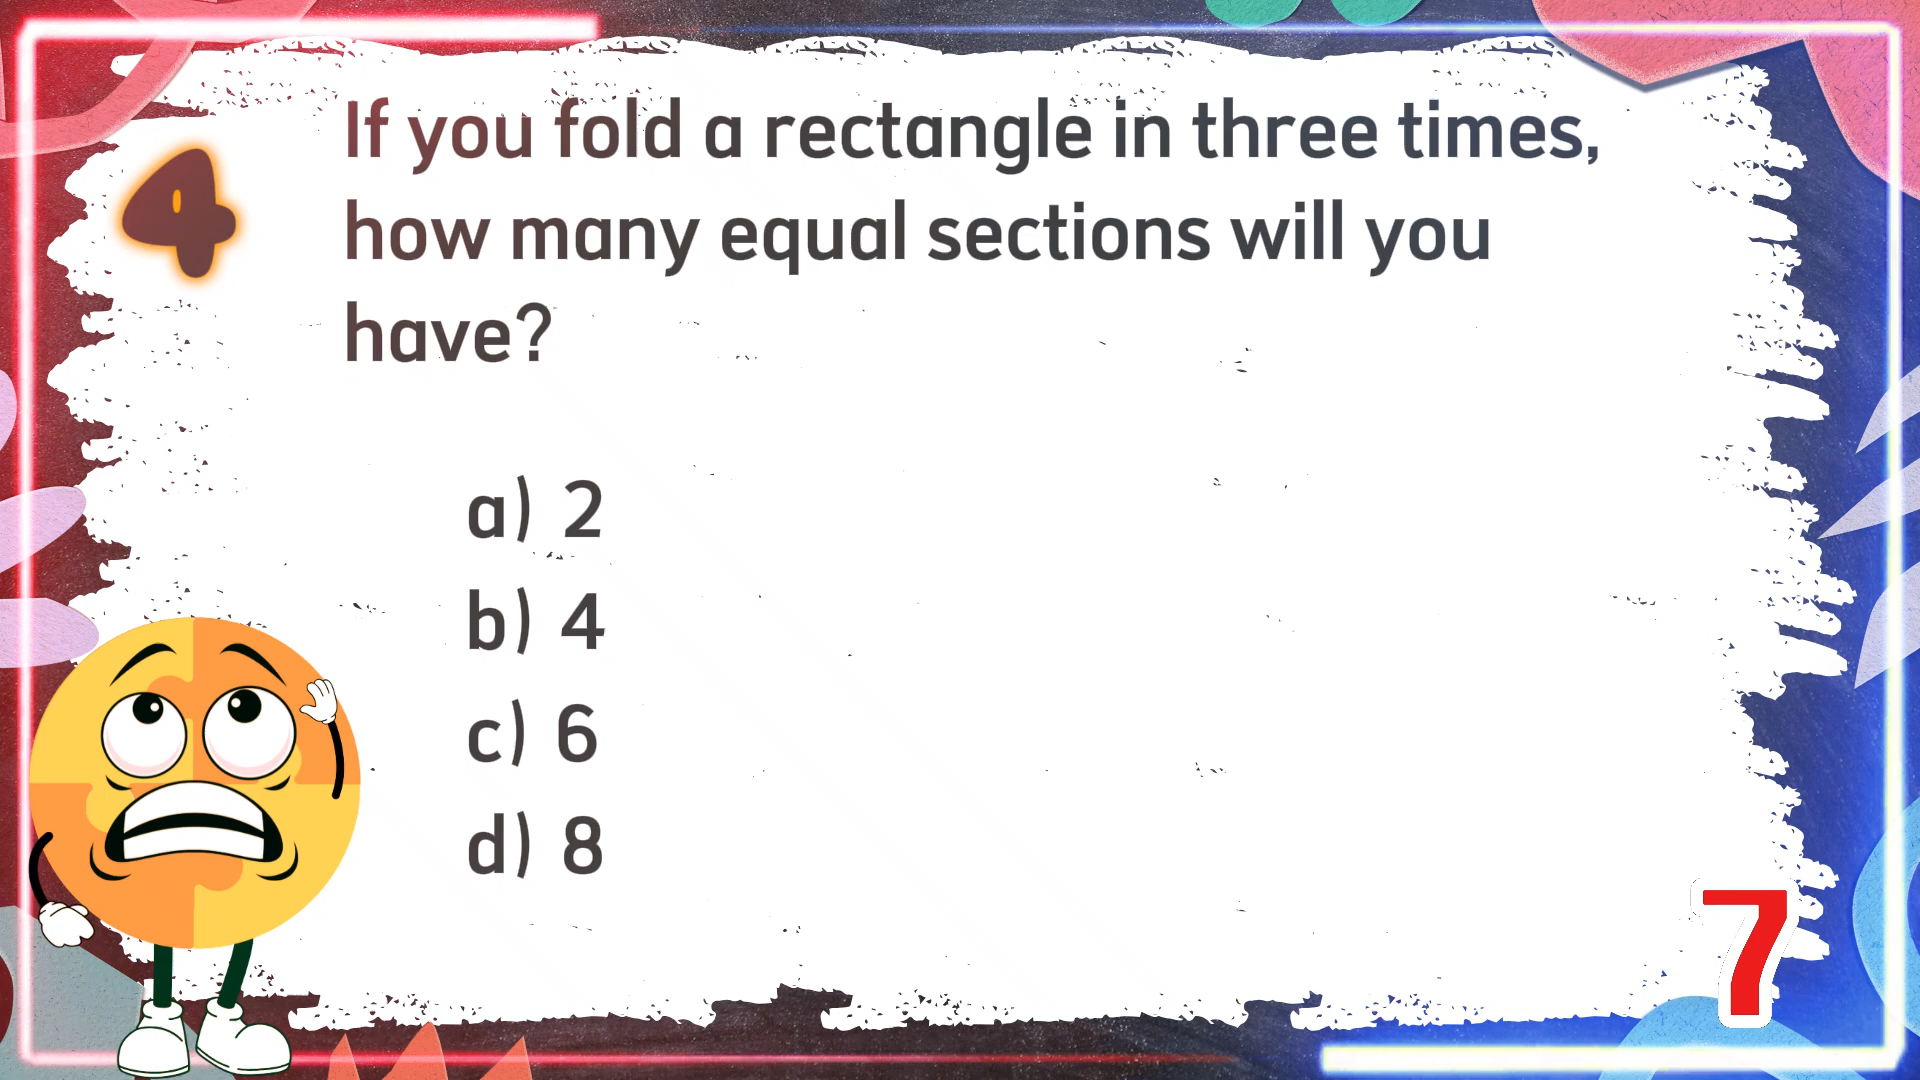 4
If you fold a rectangle in three times,
how many equal sections will you
have?
a) 2
b) 4
c) 6
d) 8
7